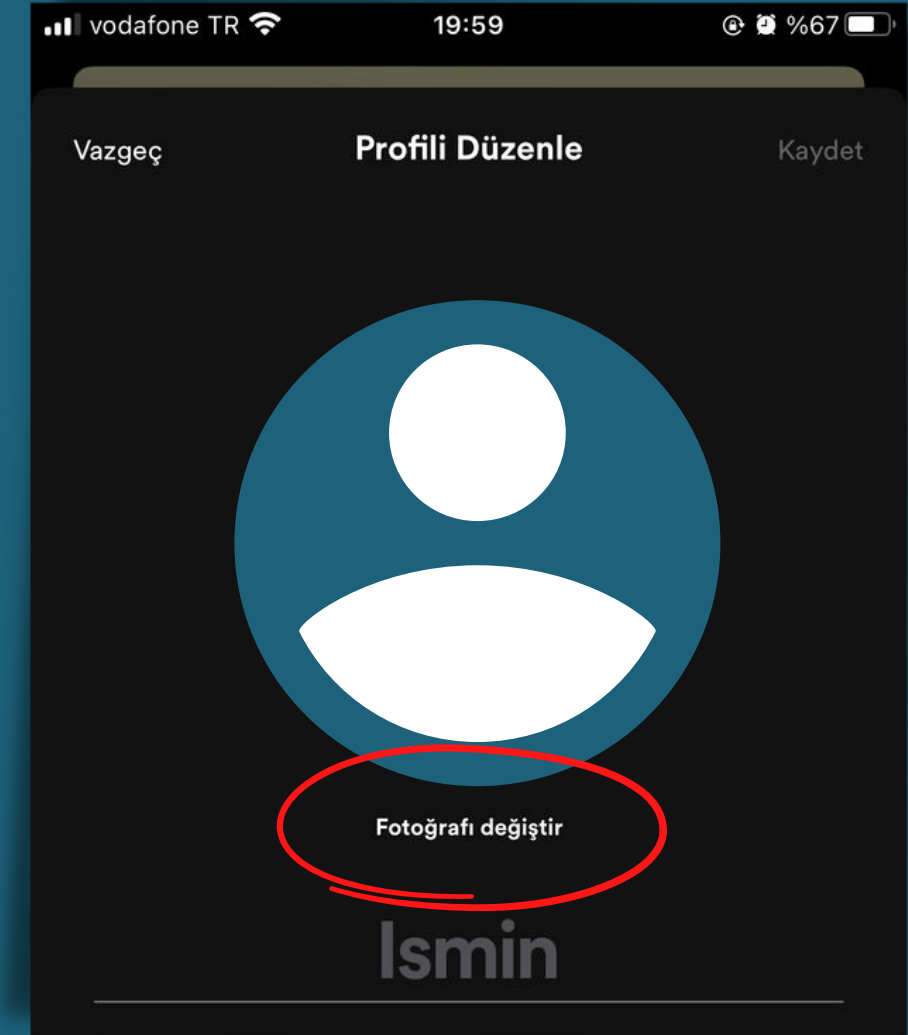 vodafone TR 19:59 %67
Vazgeç Profili Düzenle Kaydet
Fotoğrafı değiştir
Ismin